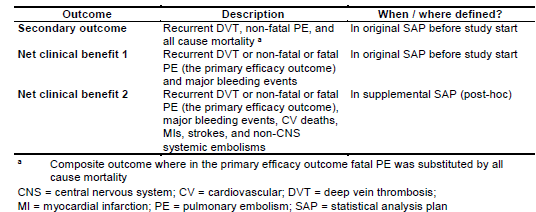 Outcome Description When / where defined?
Secondary outcome Recurrent DVT, non-fatal PE, and In original SAP before study start
all cause mortality a
Net clinical benefit 1 Recurrent DVT or non-fatal or fatal In original SAP before study start
PE (the primary efficacy outcome)
and major bleeding events
Net clinical benefit 2 Recurrent DVT or non-fatal or fatal In supplemental SAP (post-hoc)
PE (the primary efficacy outcome),
major bleeding events, CV deaths,
MIs, strokes, and non-CNS
systemic embolisms
a Composite outcome where in the primary efficacy outcome fatal PE was substituted by all
cause mortality
CNS = central nervous system; CV = cardiovascular; DVT = deep vein thrombosis;
MI = myocardial infarction; PE = pulmonary embolism; SAP = statistical analysis plan